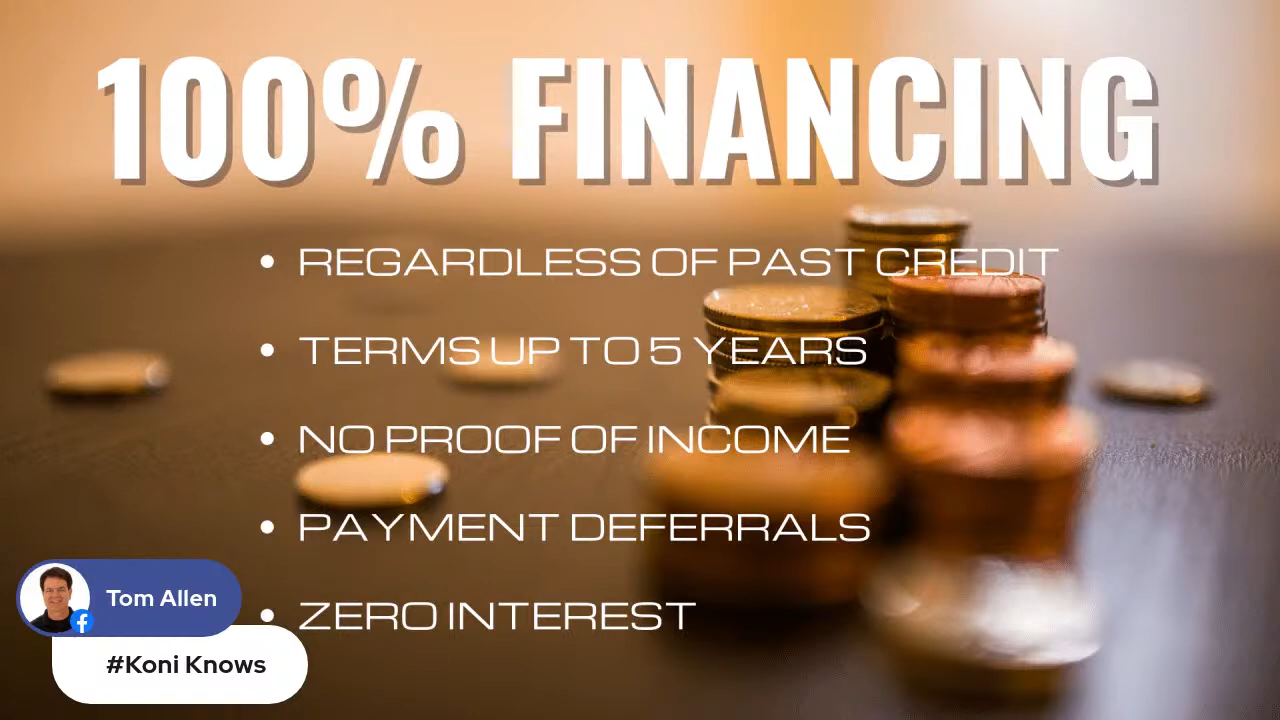 100% FINANCING
REGARDLESS OF PAST CREDIT
TERMS UP TO 5 YEARS
NO PROOF OF INCOME
PAYMENT DEFERRALS
ZERO INTEREST
Tom Allen
#Koni Knows